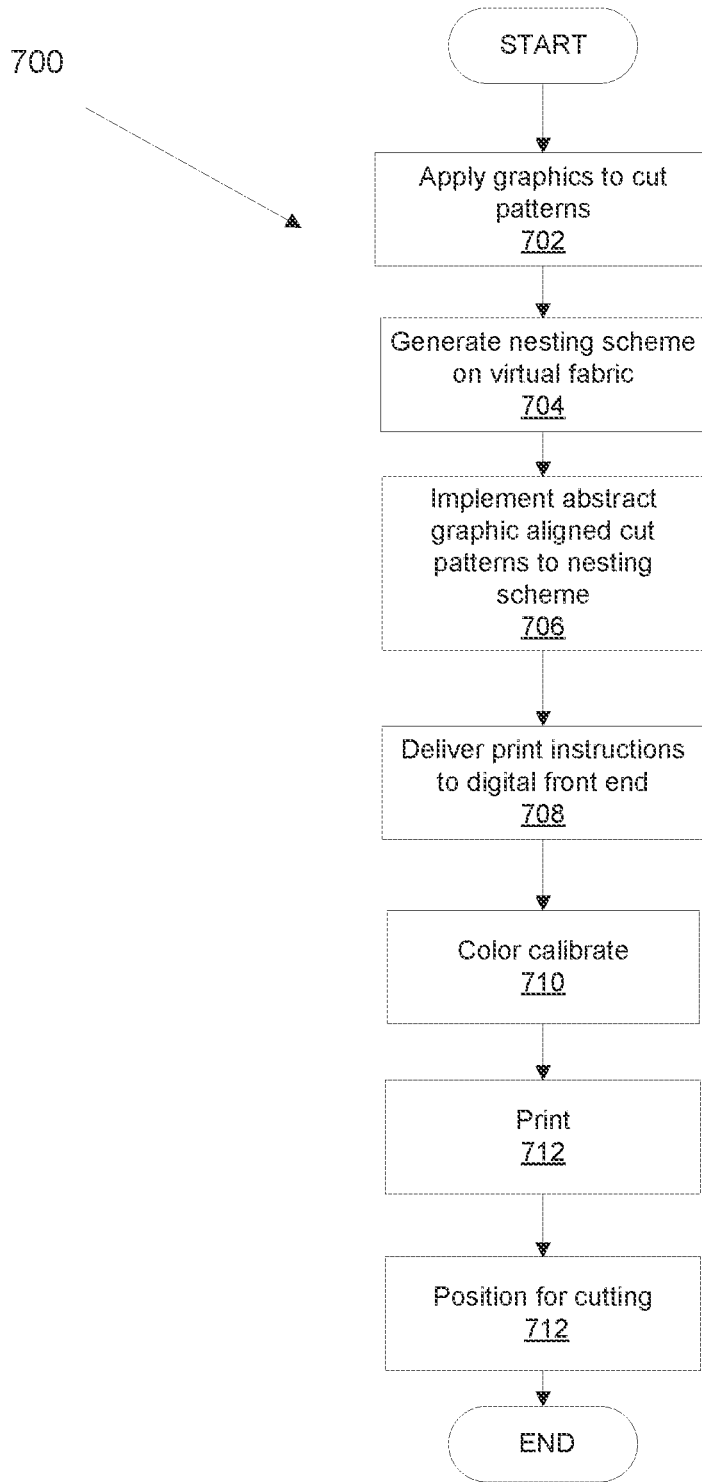 START
700
Apply graphics to cut
patterns
702
Generate nesting scheme
on virtual fabric
704
Implement abstract
graphic aligned cut
patterns to nesting
scheme
706
Deliver print instructions
to digital front end
708
Color calibrate
710
Print
712
Position for cutting
712
END